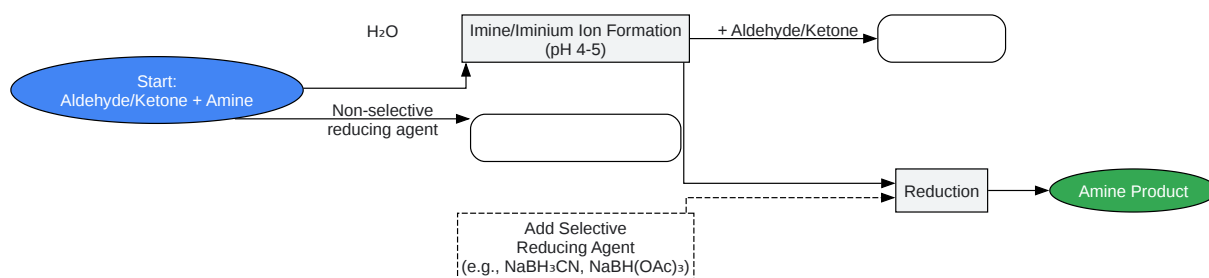 H₂O
Imine/Iminium Ion Formation
(pH 4-5)
+ Aldehyde/Ketone
Start:
Aldehyde/Ketone + Amine
Non-selective
reducing agent
Reduction
Amine Product
Add Selective
Reducing Agent
(e.g., NaBH₃CN, NaBH(OAc)₃)